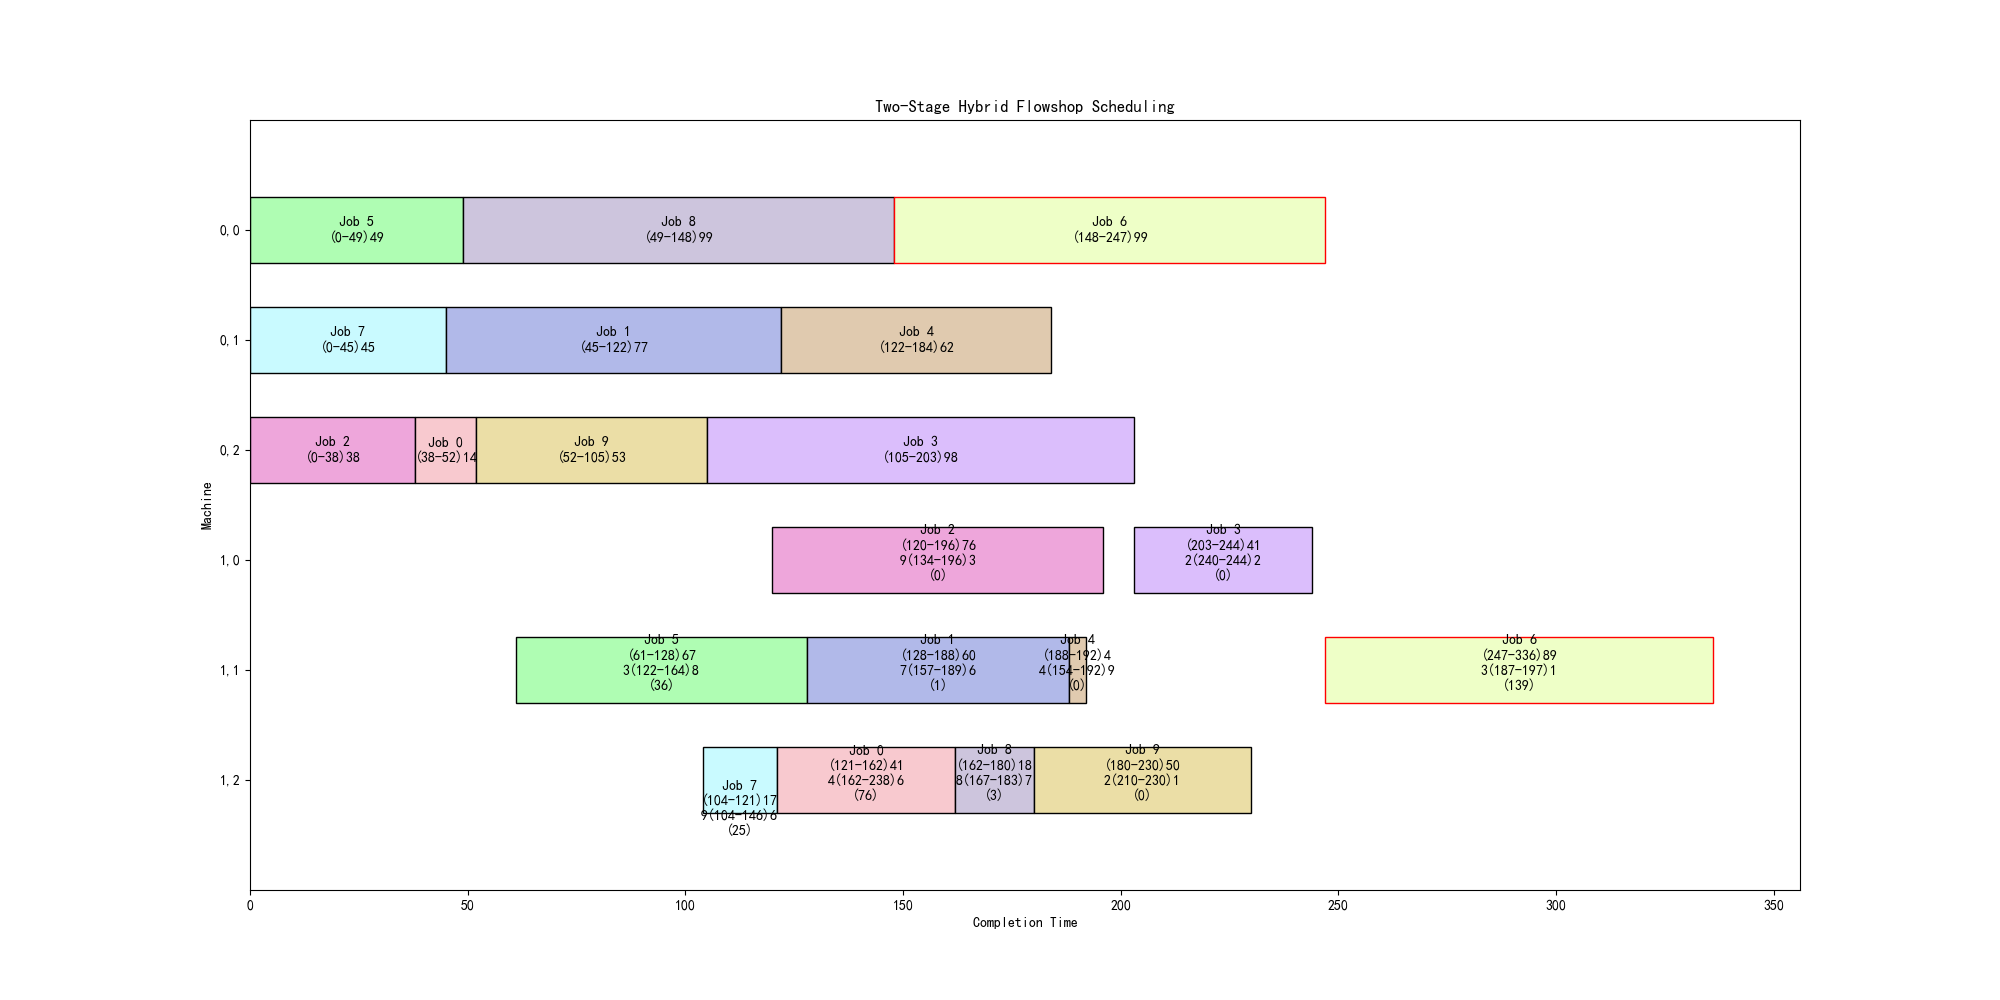 Two-Stage Hybrid Flowshop Scheduling
Machine
0,0
Job 5
(0-49)49
Job 8
(49-148)99
Job 6
(148-247)99
0,1
Job 7
(0-45)45
Job 1
(45-122)77
Job 4
(122-184)62
0,2
Job 2
(0-38)38
Job 0
(38-52)14
Job 9
(52-105)53
Job 3
(105-203)98
1,0
Job 2
(120-196)76
9(134-196)3
(0)
Job 3
(203-244)41
2(240-244)2
(0)
1,1
Job 5
(61-128)67
3(122-164)8
(36)
Job 1
(128-188)60
7(157-189)6
(1)
Job 4
(188-192)4
4(154-192)9
(0)
Job 6
(247-336)89
3(187-197)1
(139)
1,2
Job 7
(104-121)17
9(104-146)6
(25)
Job 0
(121-162)41
4(162-238)6
(76)
Job 8
(162-180)18
8(167-183)7
(3)
Job 9
(180-230)50
2(210-230)1
(0)
0 50 100 150 200 250 300 350
Completion Time